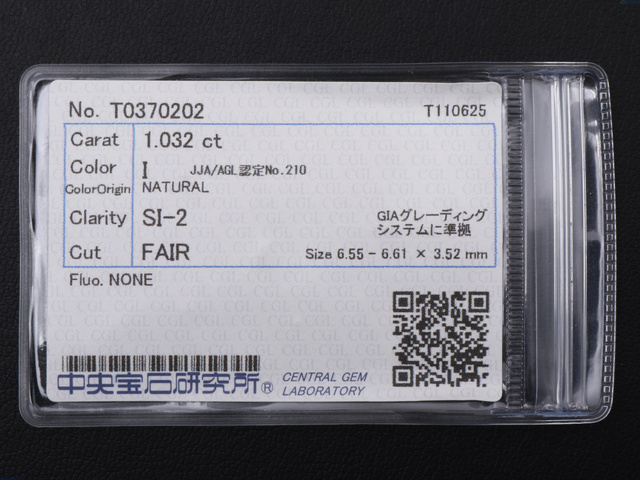 No. T0370202 T110625
Carat 1.032 ct
Color I JJA/AGL認定No.210
ColorOrigin NATURAL
Clarity SI-2 GIAグレーディング
システムに準拠
Cut FAIR Size 6.55 - 6.61 × 3.52 mm
Fluo. NONE
中央宝石研究所® CENTRAL GEM
LABORATORY